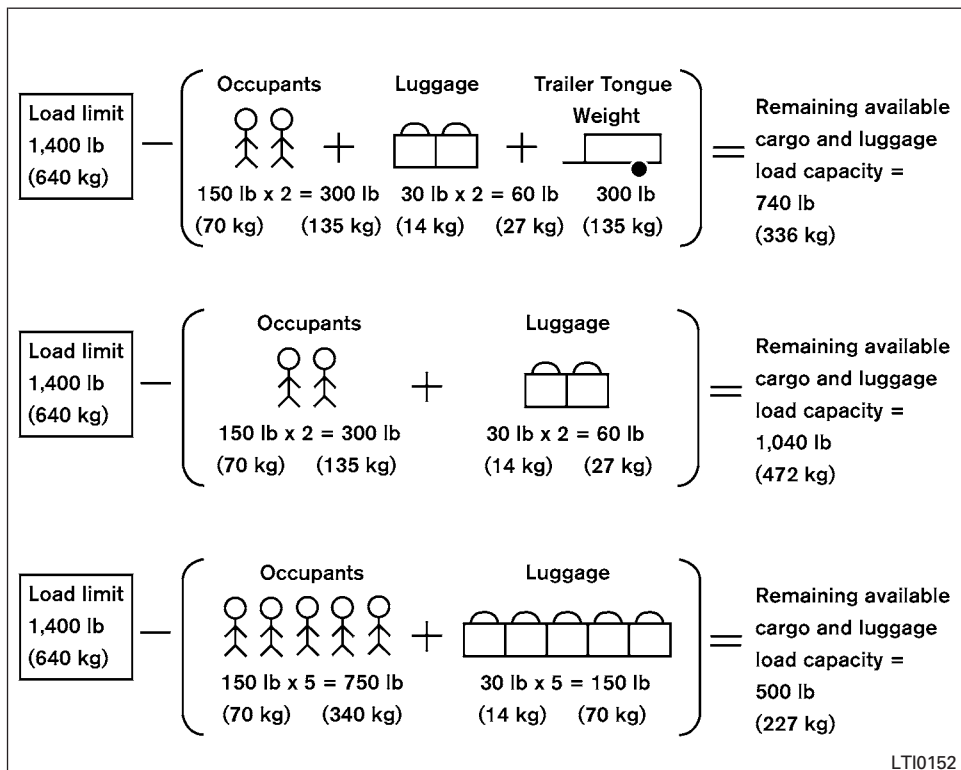 Occupants Luggage Trailer Tongue
Weight
Load limit
1,400 lb
(640 kg)
— ( + + ) =
150 lb x 2 = 300 lb 30 lb x 2 = 60 lb 300 lb
(70 kg) (135 kg) (14 kg) (27 kg) (135 kg)
Remaining available
cargo and luggage
load capacity =
740 lb
(336 kg)
Occupants Luggage
Load limit
1,400 lb
(640 kg)
— ( + ) =
150 lb x 2 = 300 lb 30 lb x 2 = 60 lb
(70 kg) (135 kg) (14 kg) (27 kg)
Remaining available
cargo and luggage
load capacity =
1,040 lb
(472 kg)
Occupants Luggage
Load limit
1,400 lb
(640 kg)
— ( + ) =
150 lb x 5 = 750 lb 30 lb x 5 = 150 lb
(70 kg) (340 kg) (14 kg) (70 kg)
Remaining available
cargo and luggage
load capacity =
500 lb
(227 kg)
LTI0152